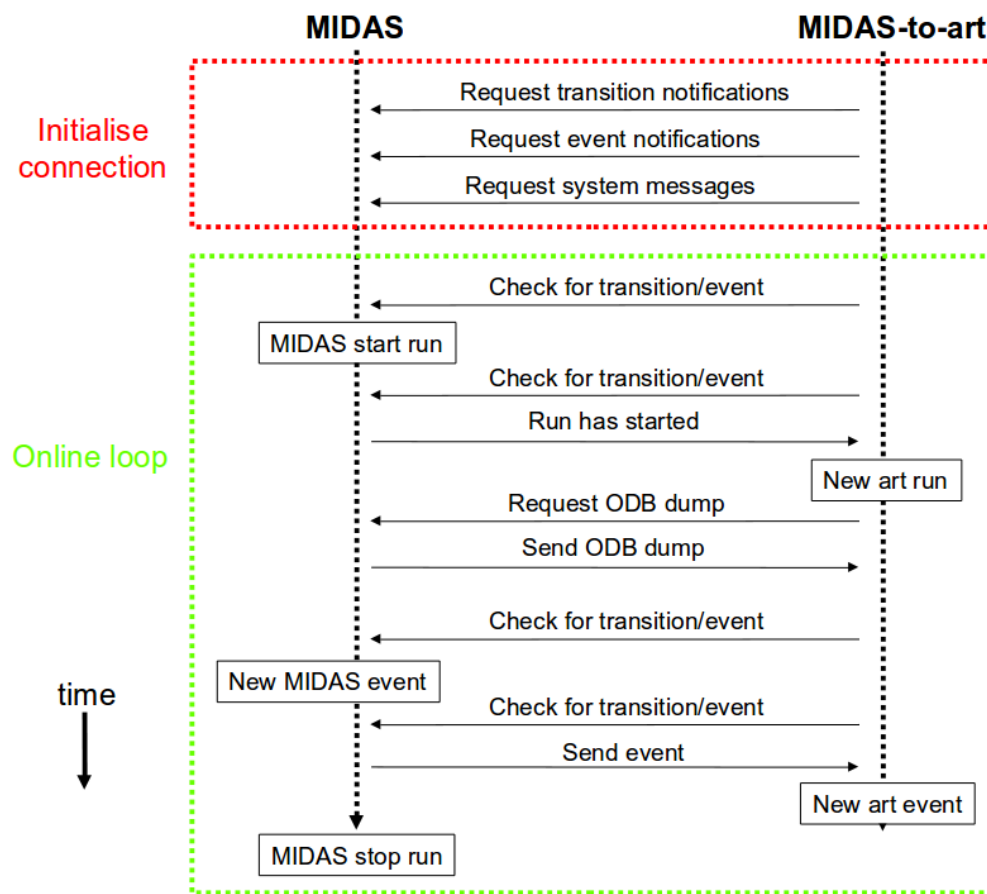 MIDAS
MIDAS-to-art
Request transition notifications
Initialise
connection
Request event notifications
Request system messages
Check for transition/event
MIDAS start run
Check for transition/event
Run has started
Online loop
New art run
Request ODB dump
Send ODB dump
Check for transition/event
New MIDAS event
time
Check for transition/event
Send event
New art event
MIDAS stop run